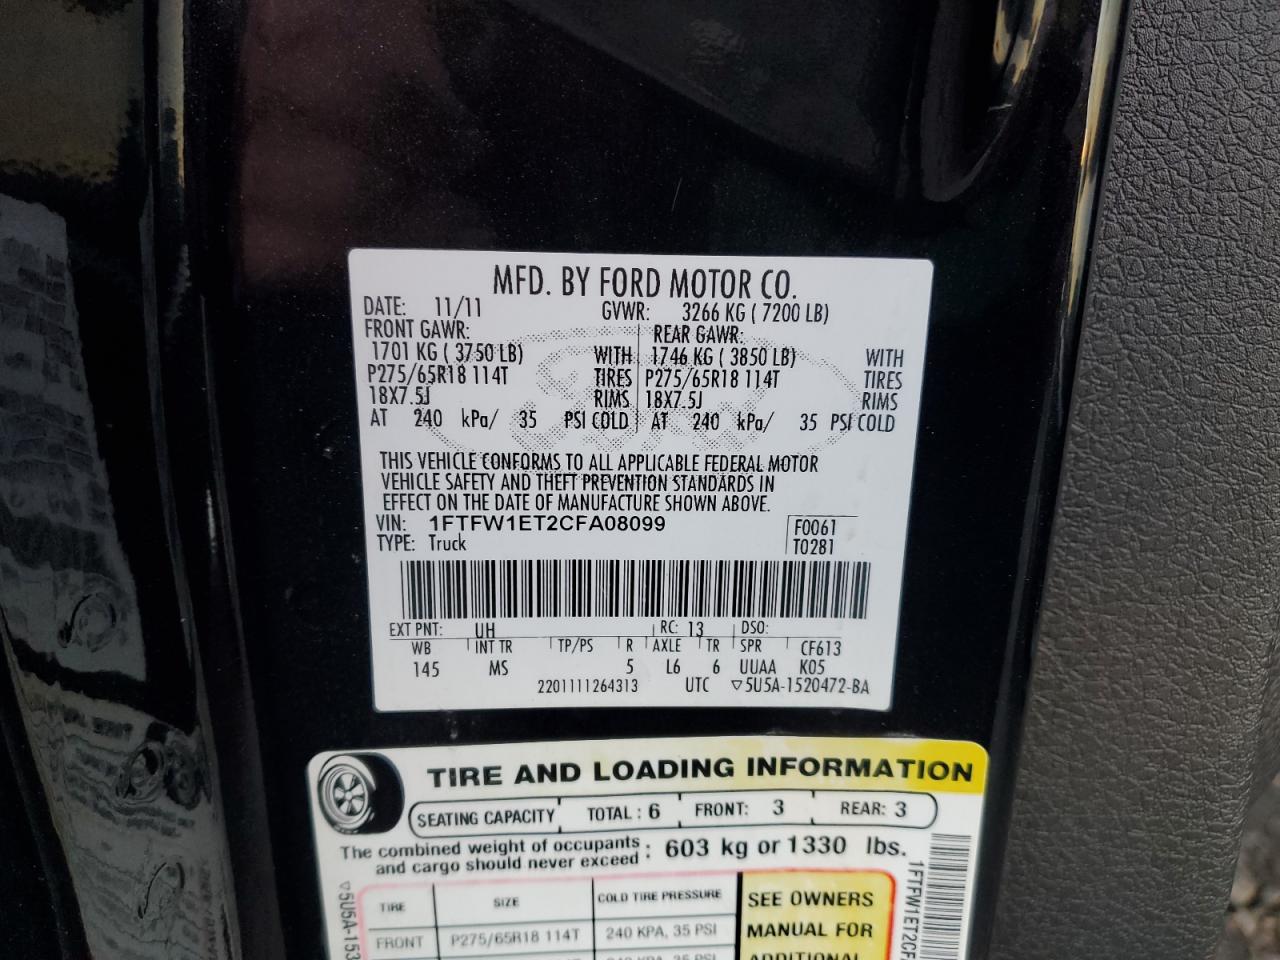 MFD. BY FORD MOTOR CO.
DATE: 11/11 GVWR: 3266 KG ( 7200 LB)
FRONT GAWR: REAR GAWR:
1701 KG ( 3750 LB) WITH 1746 KG ( 3850 LB) WITH
P275/65R18 114T TIRES P275/65R18 114T TIRES
18X7.5J RIMS 18X7.5J RIMS
AT 240 kPa/ 35 PSI COLD AT 240 kPa/ 35 PSI COLD
THIS VEHICLE CONFORMS TO ALL APPLICABLE FEDERAL MOTOR
VEHICLE SAFETY AND THEFT PREVENTION STANDARDS IN
EFFECT ON THE DATE OF MANUFACTURE SHOWN ABOVE.
VIN: 1FTFW1ET2CFA08099 F0061
TYPE: Truck T0281
EXT PNT: UH RC: 13 DSO:
WB INT TR TP/PS R AXLE TR SPR CF613
145 MS 5 L6 6 UUAA K05
2201111264313 UTC ▽5U5A-1520472-BA
TIRE AND LOADING INFORMATION
SEATING CAPACITY TOTAL : 6 FRONT: 3 REAR: 3
The combined weight of occupants
and cargo should never exceed : 603 kg or 1330 lbs.
TIRE SIZE COLD TIRE PRESSURE SEE OWNERS
FRONT P275/65R18 114T 240 KPA, 35 PSI MANUAL FOR
ADDITIONAL
▽5U5A-153
1FTFW1ET2CF